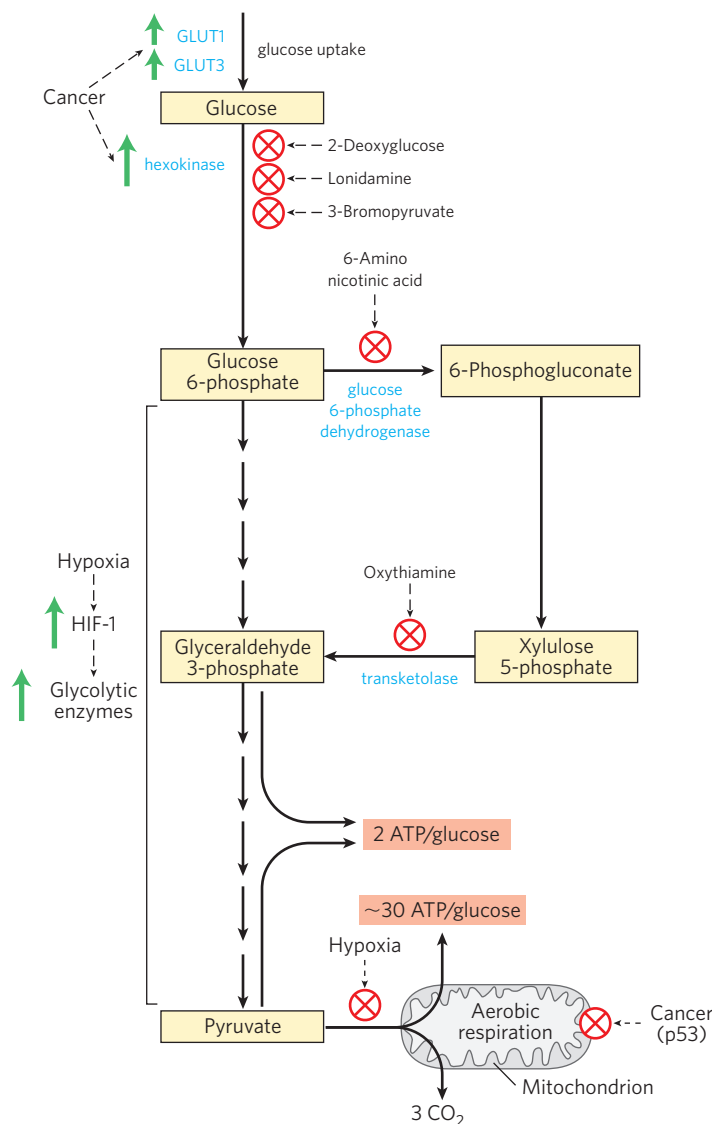 GLUT1
GLUT3
glucose uptake
Cancer
Glucose
hexokinase
2-Deoxyglucose
Lonidamine
3-Bromopyruvate
6-Amino
nicotinic acid
Glucose
6-phosphate
6-Phosphogluconate
glucose
6-phosphate
dehydrogenase
Hypoxia
HIF-1
Glycolytic
enzymes
Oxythiamine
Glyceraldehyde
3-phosphate
transketolase
Xylulose
5-phosphate
2 ATP/glucose
~30 ATP/glucose
Hypoxia
Pyruvate
Aerobic
respiration
Cancer
(p53)
Mitochondrion
3 CO₂